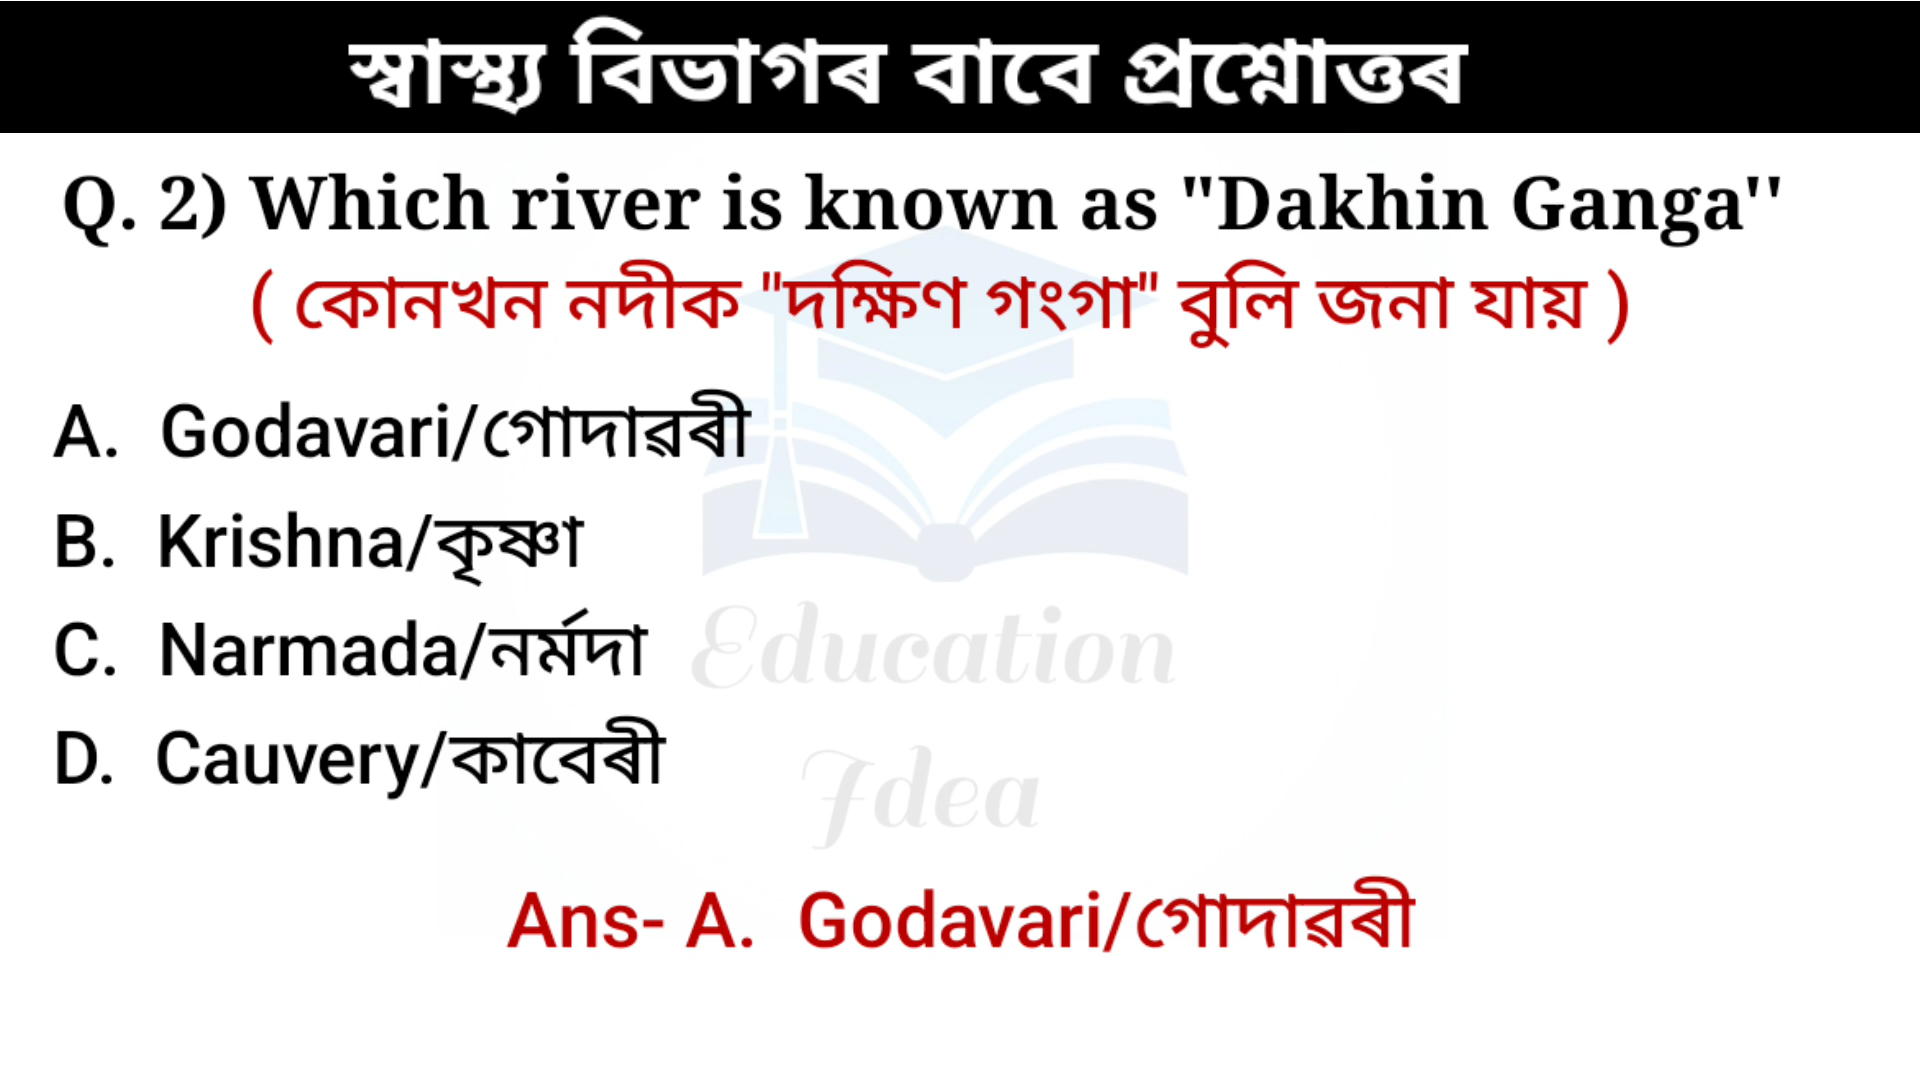 স্বাস্থ্য বিভাগৰ বাবে প্ৰশ্নোত্তৰ
Q. 2) Which river is known as "Dakhin Ganga''
( কোনখন নদীক "দক্ষিণ গংগা" বুলি জনা যায় )
A. Godavari/গোদাৱৰী
B. Krishna/কৃষ্ণা
C. Narmada/নৰ্মদা
D. Cauvery/কাবেৰী
Education
Idea
Ans- A. Godavari/গোদাৱৰী